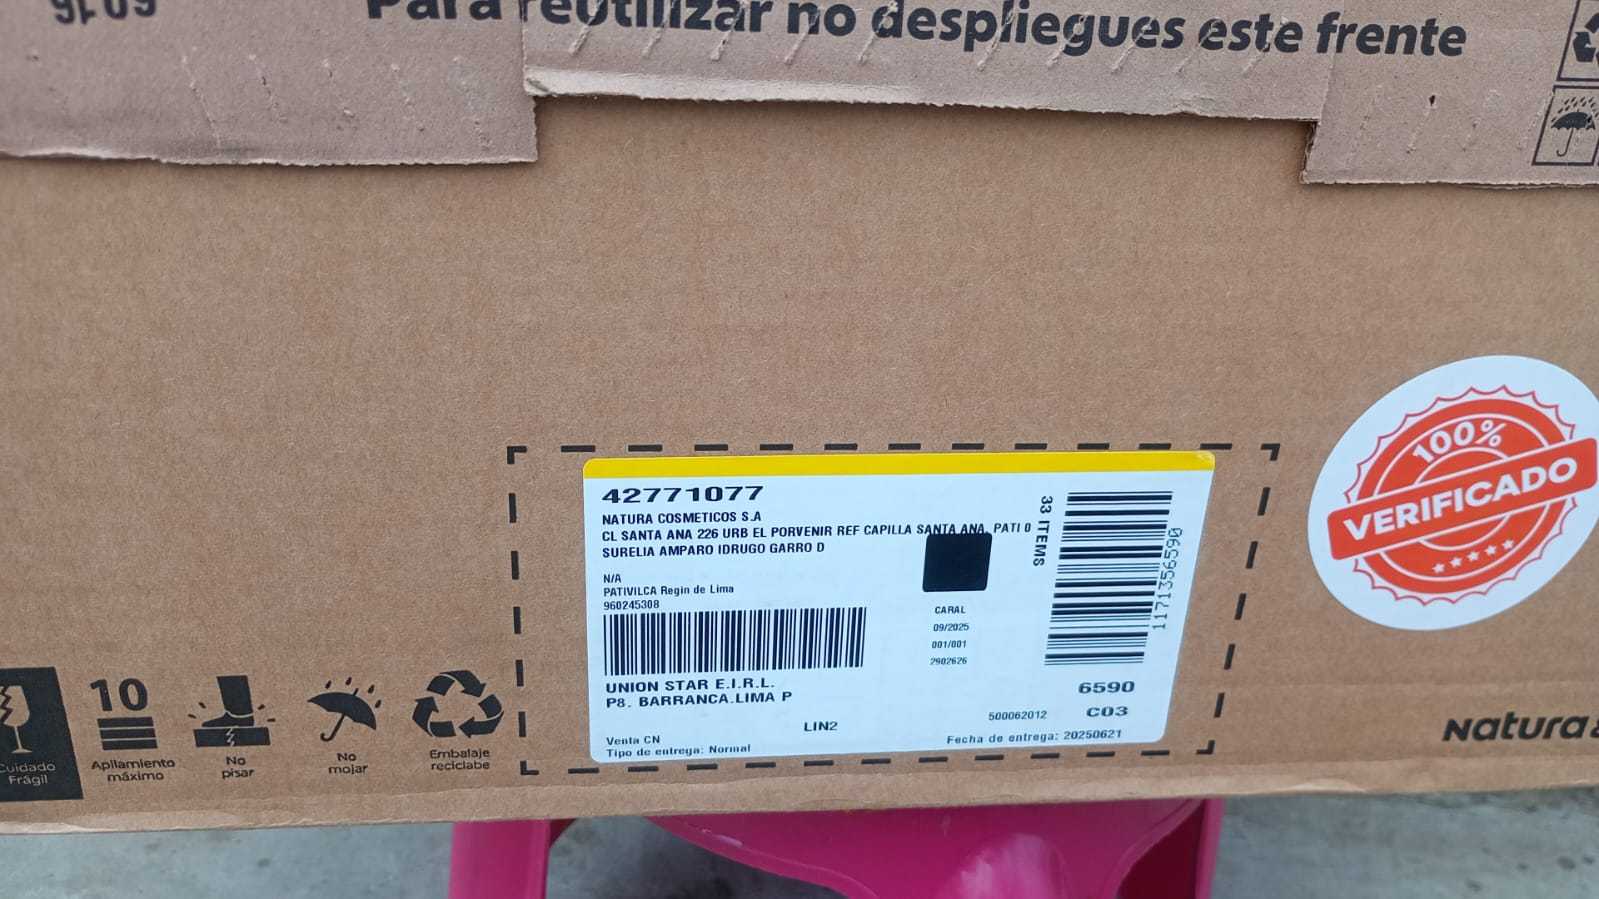 6016
Para reutilizar no despliegues este frente
42771077
NATURA COSMETICOS S.A
CL SANTA ANA 226 URB EL PORVENIR REF CAPILLA SANTA ANA, PATI 0
SURELIA AMPARO IDRUGO GARRO D
N/A
PATIVILCA Regin de Lima
960245308
UNION STAR E.I.R.L.
P8. BARRANCA.LIMA P
LIN2
Venta CN
Tipo de entrega: Normal
CARAL
09/2025
001/001
2902626
33 ITEMS
1171356590
6590
500062012 C03
Fecha de entrega: 20250621
100%
VERIFICADO
Cuidado
Frágil
10
Apilamiento
máximo
No
pisar
No
mojar
Embalaje
reciclabe
Natura&